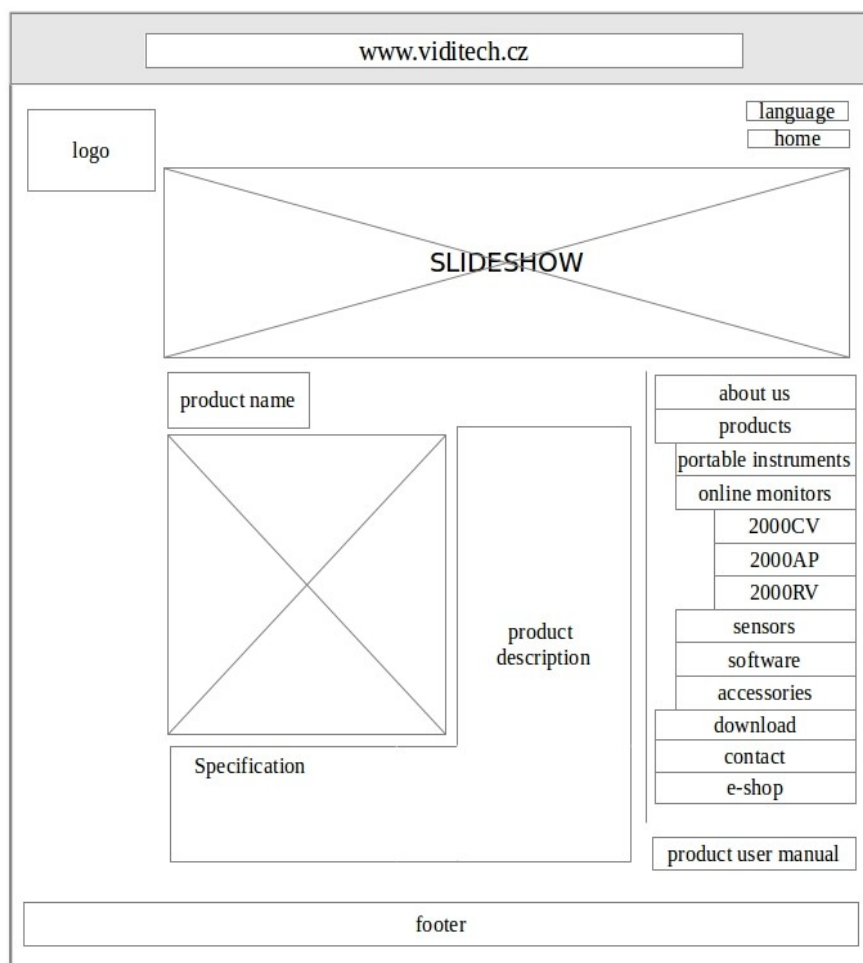 www.viditech.cz
language
logo
home
SLIDESHOW
product name
about us
products
portable instruments
online monitors
2000CV
2000AP
2000RV
sensors
software
accessories
download
contact
e-shop
product
description
Specification
product user manual
footer